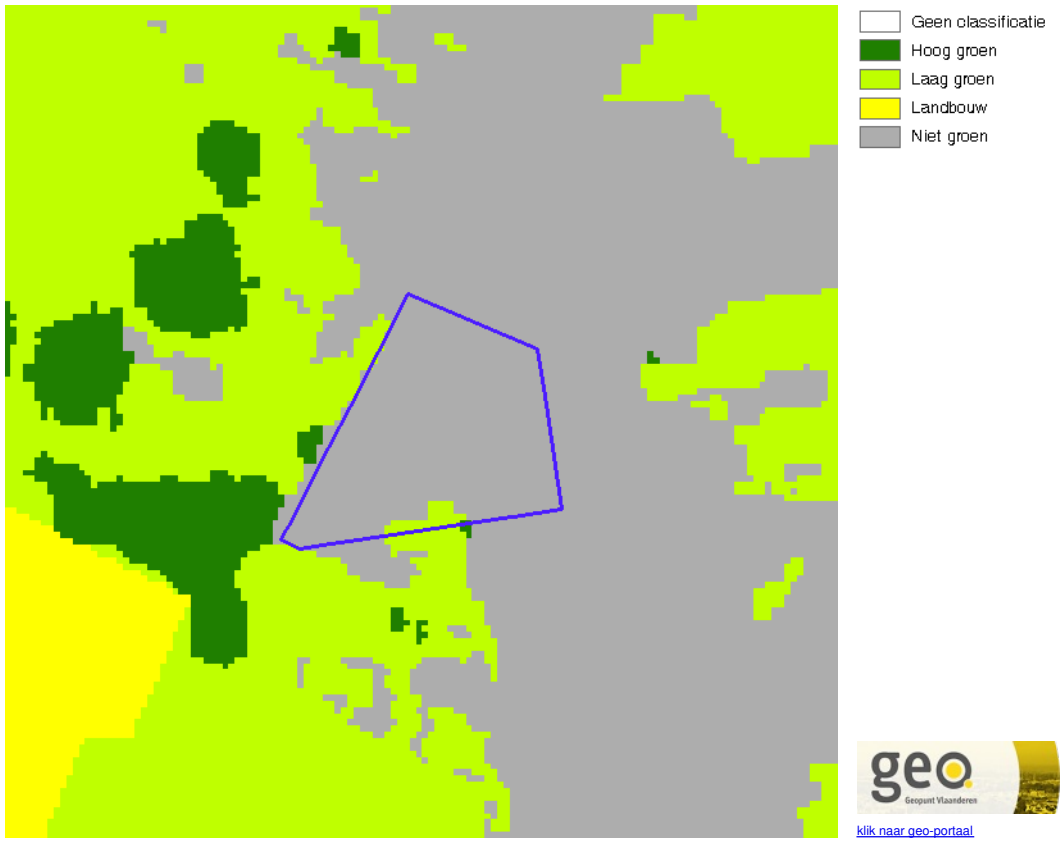 Geen classificatie
Hoog groen
Laag groen
Landbouw
Niet groen
geo.
Geopunt Vlaanderen
klik naar geo-portaal